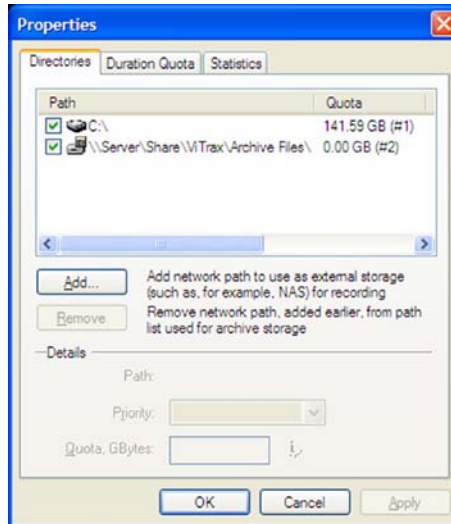 Properties
Directories Duration Quota Statistics
Path Quota
C:\ 141.59 GB (#1)
\\Server\Share\ViTrax\Archive Files\ 0.00 GB (#2)
Add... Add network path to use as external storage
(such as, for example, NAS) for recording
Remove Remove network path, added earlier, from path
list used for archive storage
Details
Path:
Priority:
Quota, GBytes: i
OK Cancel Apply